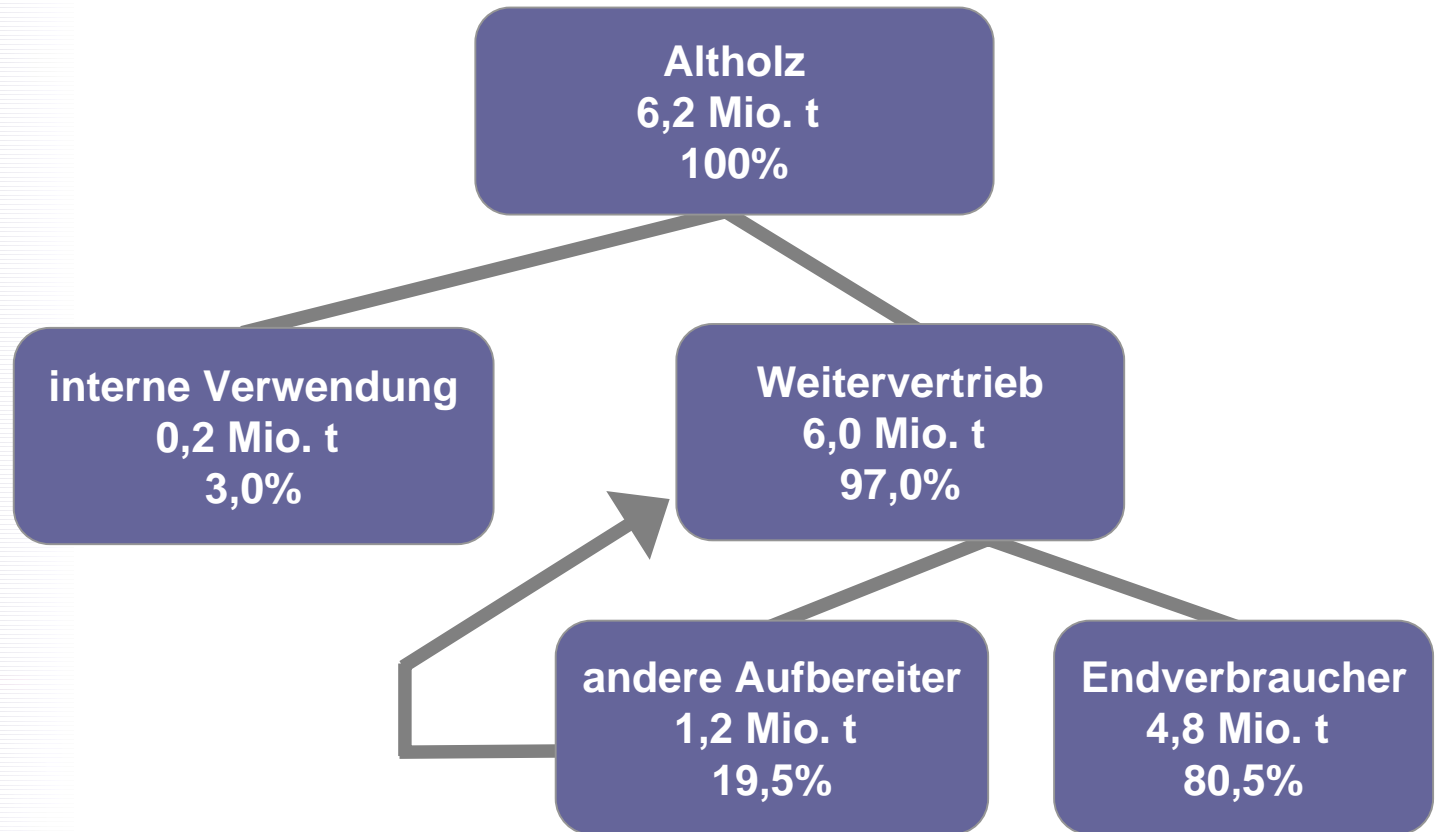 Altholz
6,2 Mio. t
100%
interne Verwendung
0,2 Mio. t
3,0%
Weitervertrieb
6,0 Mio. t
97,0%
andere Aufbereiter
1,2 Mio. t
19,5%
Endverbraucher
4,8 Mio. t
80,5%